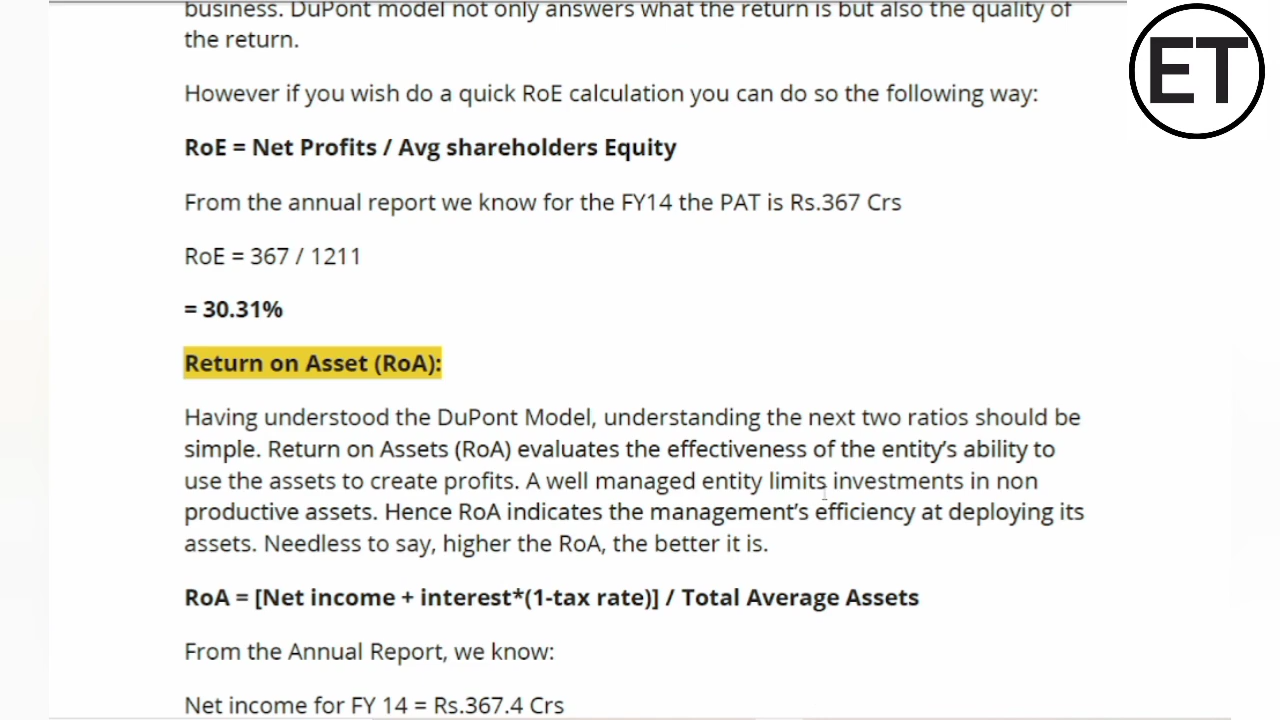 business. DuPont model not only answers what the return is but also the quality of
the return.
However if you wish do a quick RoE calculation you can do so the following way:
RoE = Net Profits / Avg shareholders Equity
From the annual report we know for the FY14 the PAT is Rs.367 Crs
RoE = 367 / 1211
= 30.31%
Return on Asset (RoA):
Having understood the DuPont Model, understanding the next two ratios should be
simple. Return on Assets (RoA) evaluates the effectiveness of the entity’s ability to
use the assets to create profits. A well managed entity limits investments in non
productive assets. Hence RoA indicates the management’s efficiency at deploying its
assets. Needless to say, higher the RoA, the better it is.
RoA = [Net income + interest*(1-tax rate)] / Total Average Assets
From the Annual Report, we know:
Net income for FY 14 = Rs.367.4 Crs
ET